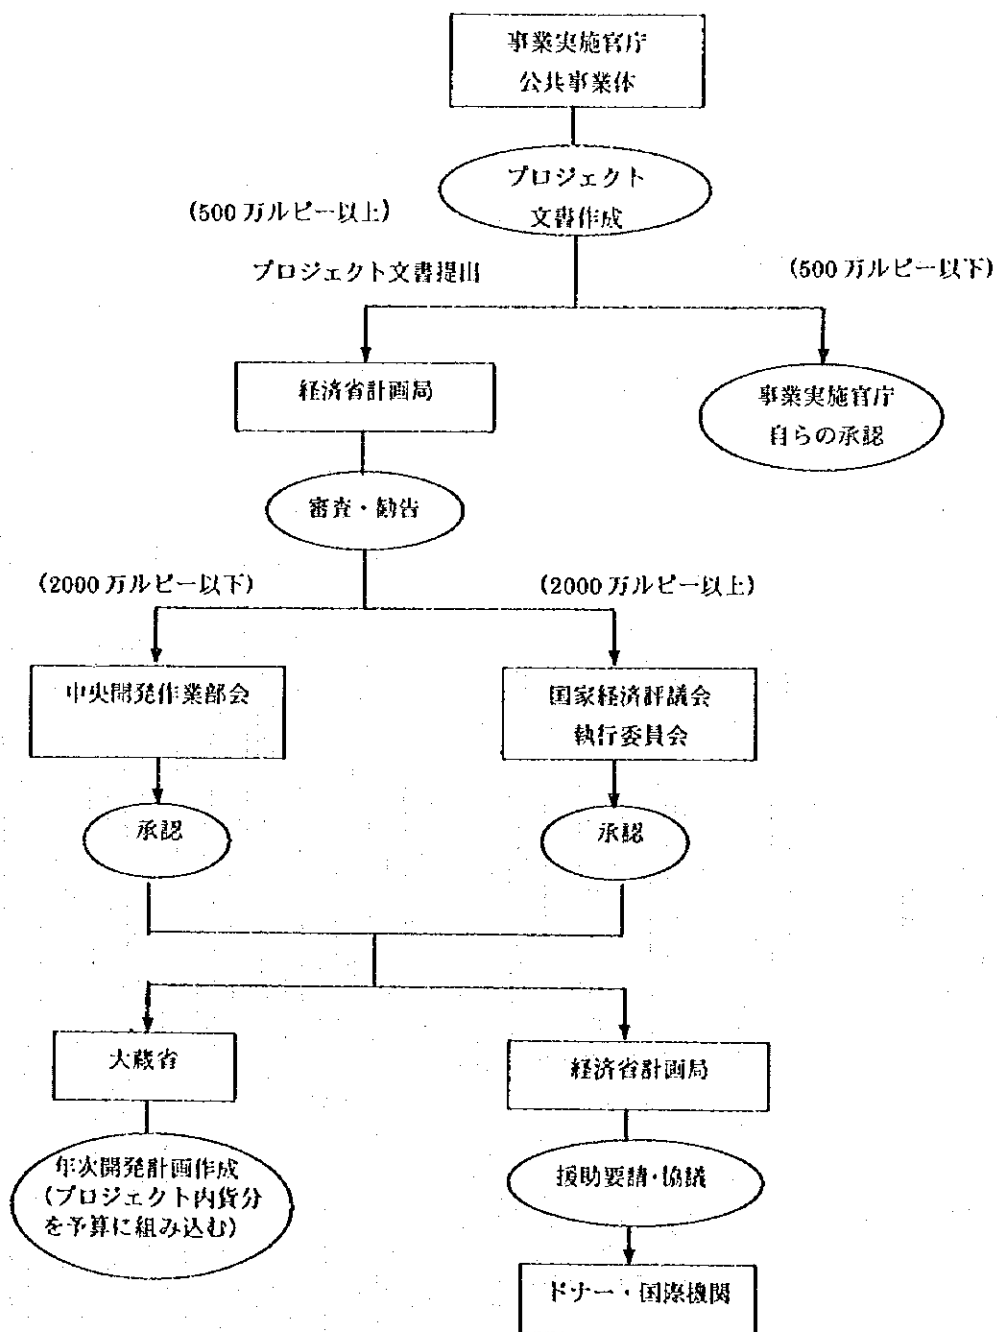 事業実施官庁
公共事業体
プロジェクト
文書作成
(500万ルピー以上)
プロジェクト文書提出
(500万ルピー以下)
経済省計画局
事業実施官庁
自らの承認
審査・勧告
(2000万ルピー以下)
(2000万ルピー以上)
中央開発作業部会
国家経済評議会
執行委員会
承認
承認
大蔵省
経済省計画局
年次開発計画作成
(プロジェクト内貨分
を予算に組み込む)
援助要請・協議
ドナー・国際機関